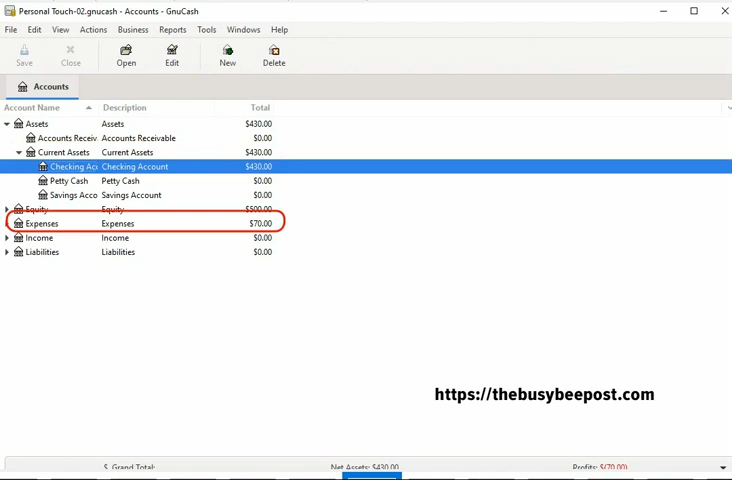 Personal Touch-02.gnucash - Accounts - GnuCash
File Edit View Actions Business Reports Tools Windows Help
Save Close Open Edit New Delete
Accounts
Account Name Description Total
Assets Assets $430.00
Accounts Receiv Accounts Receivable $0.00
Current Assets Current Assets $430.00
Checking Acc Checking Account $430.00
Petty Cash Petty Cash $0.00
Savings Acco Savings Account $0.00
Equity Equity $500.00
Expenses Expenses $70.00
Income Income $0.00
Liabilities Liabilities $0.00
https://thebusybeepost.com
$, Grand Total: Net Assets: $430.00 Profits: $(70.00)